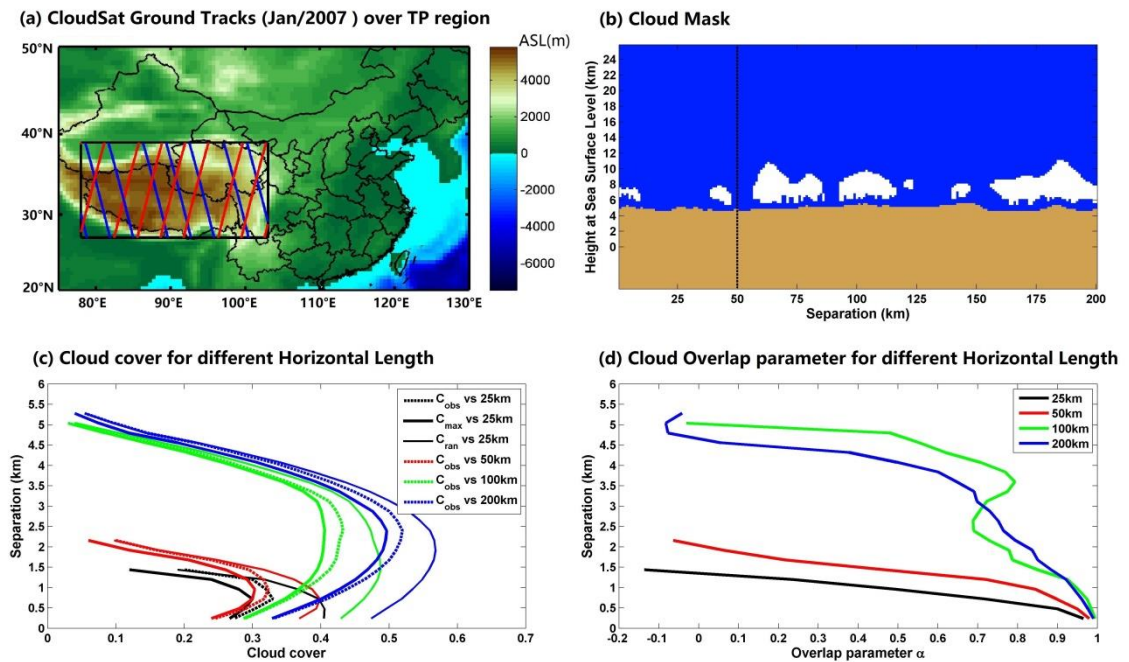 (a) CloudSat Ground Tracks (Jan/2007 ) over TP region
ASL(m)
50°N
40°N
30°N
20°N
80°E 90°E 100°E 110°E 120°E 130°E
4000
2000
0
-2000
-4000
-6000
(b) Cloud Mask
Height at Sea Surface Level (km)
24
22
20
18
16
14
12
10
8
6
4
2
0
25 50 75 100 125 150 175 200
Separation (km)
(c) Cloud cover for different Horizontal Length
Separation (km)
6
5.5
5
4.5
4
3.5
3
2.5
2
1.5
1
0.5
0
0 0.1 0.2 0.3 0.4 0.5 0.6 0.7
Cloud cover
Cobs vs 25km
Cmax vs 25km
Cran vs 25km
Cobs vs 50km
Cobs vs 100km
Cobs vs 200km
(d) Cloud Overlap parameter for different Horizontal Length
Separation (km)
6
5.5
5
4.5
4
3.5
3
2.5
2
1.5
1
0.5
0
-0.2 -0.1 0 0.1 0.2 0.3 0.4 0.5 0.6 0.7 0.8 0.9 1
Overlap parameter α
25km
50km
100km
200km